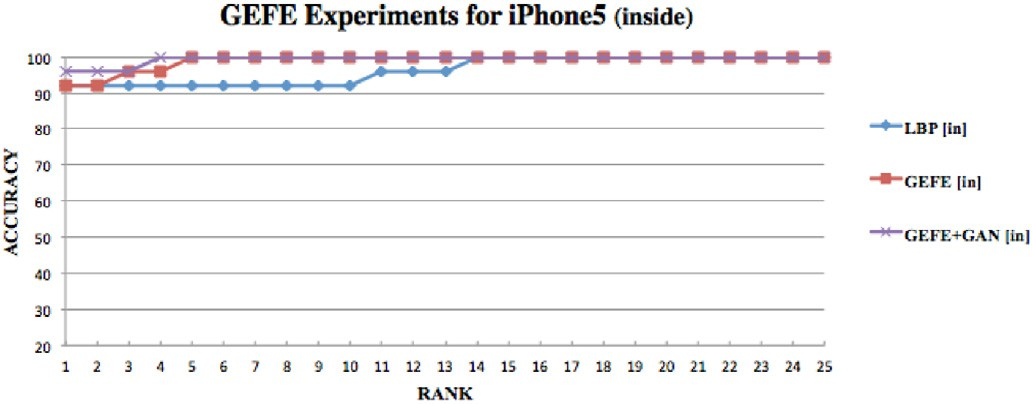 GEFE Experiments for iPhone5 (inside)
100
90
80
70
60
50
40
30
20
ACCURACY
1 2 3 4 5 6 7 8 9 10 11 12 13 14 15 16 17 18 19 20 21 22 23 24 25
RANK
LBP [in]
GEFE [in]
GEFE+GAN [in]